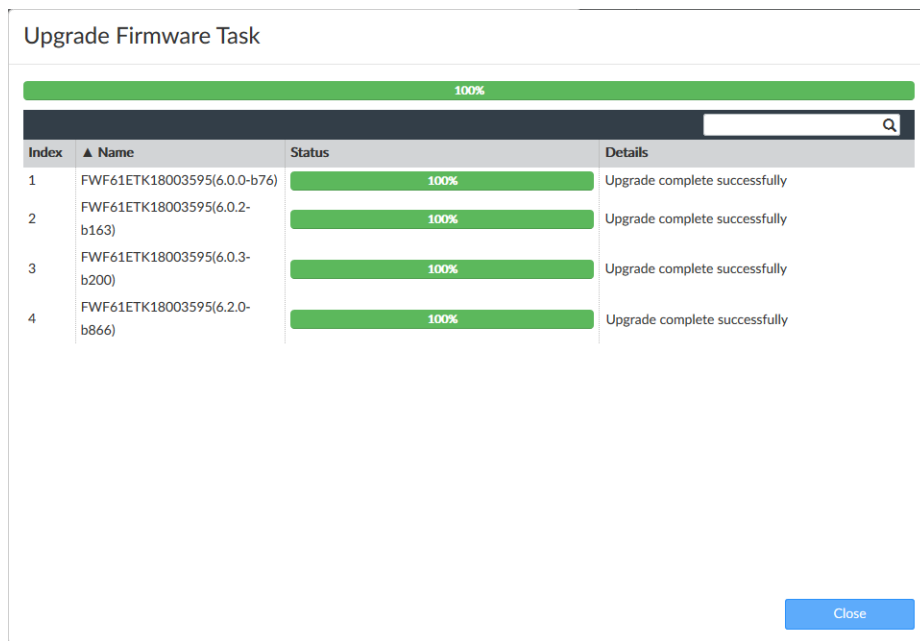 Upgrade Firmware Task
100%
Index ▲ Name Status Details
1 FWF61ETK18003595(6.0.0-b76) 100% Upgrade complete successfully
2 FWF61ETK18003595(6.0.2-
b163) 100% Upgrade complete successfully
3 FWF61ETK18003595(6.0.3-
b200) 100% Upgrade complete successfully
4 FWF61ETK18003595(6.2.0-
b866) 100% Upgrade complete successfully
Close